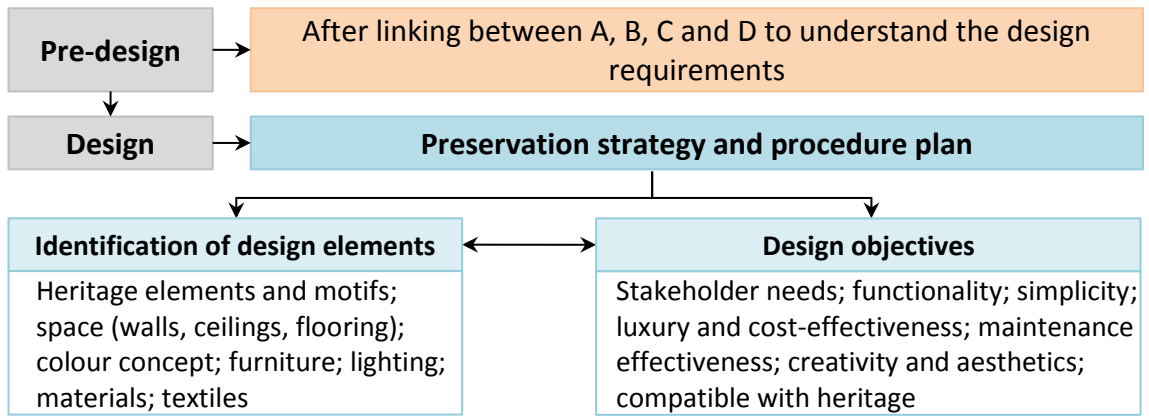 Pre-design
After linking between A, B, C and D to understand the design
requirements
Design
Preservation strategy and procedure plan
Identification of design elements
Heritage elements and motifs;
space (walls, ceilings, flooring);
colour concept; furniture; lighting;
materials; textiles
Design objectives
Stakeholder needs; functionality; simplicity;
luxury and cost-effectiveness; maintenance
effectiveness; creativity and aesthetics;
compatible with heritage